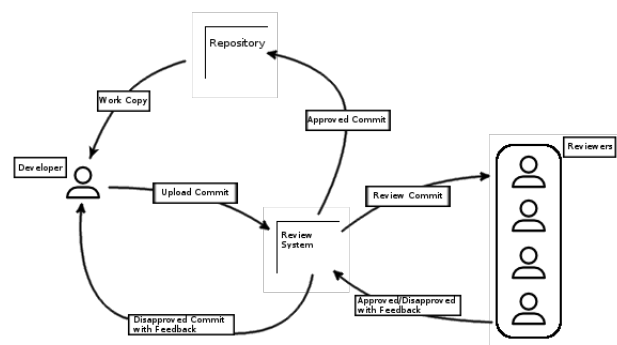 Repository
Work Copy
Approved Commit
Reviewers
Developer
Upload Commit
Review Commit
Review
System
Approved/Disapproved
with Feedback
Disapproved Commit
with Feedback